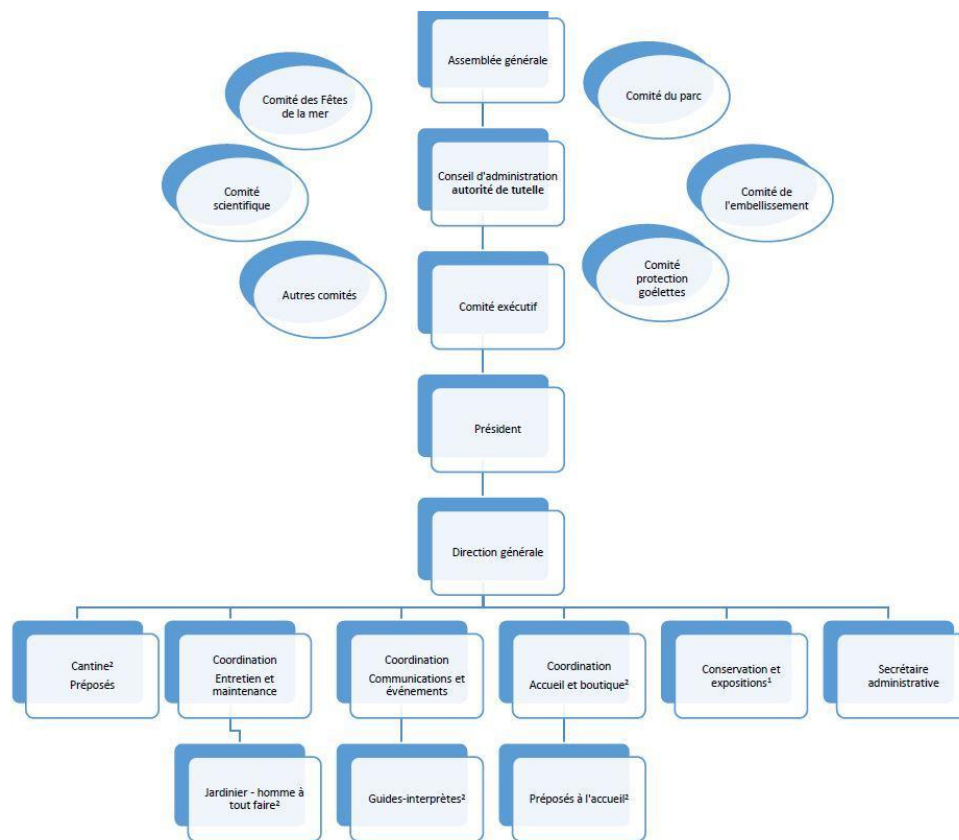 Assemblée générale
Comité des Fêtes
de la mer
Comité du parc
Conseil d'administration
autorité de tutelle
Comité
scientifique
Comité de
l'embellissement
Autres comités
Comité exécutif
Comité
protection
goélettes
Président
Direction générale
Cantine²
Préposés
Coordination
Entretien et
maintenance
Coordination
Communications et
événements
Coordination
Accueil et boutique²
Conservation et
expositions¹
Secrétaire
administrative
Jardinier - homme à
tout faire²
Guides-interprètes²
Préposés à l'accueil²